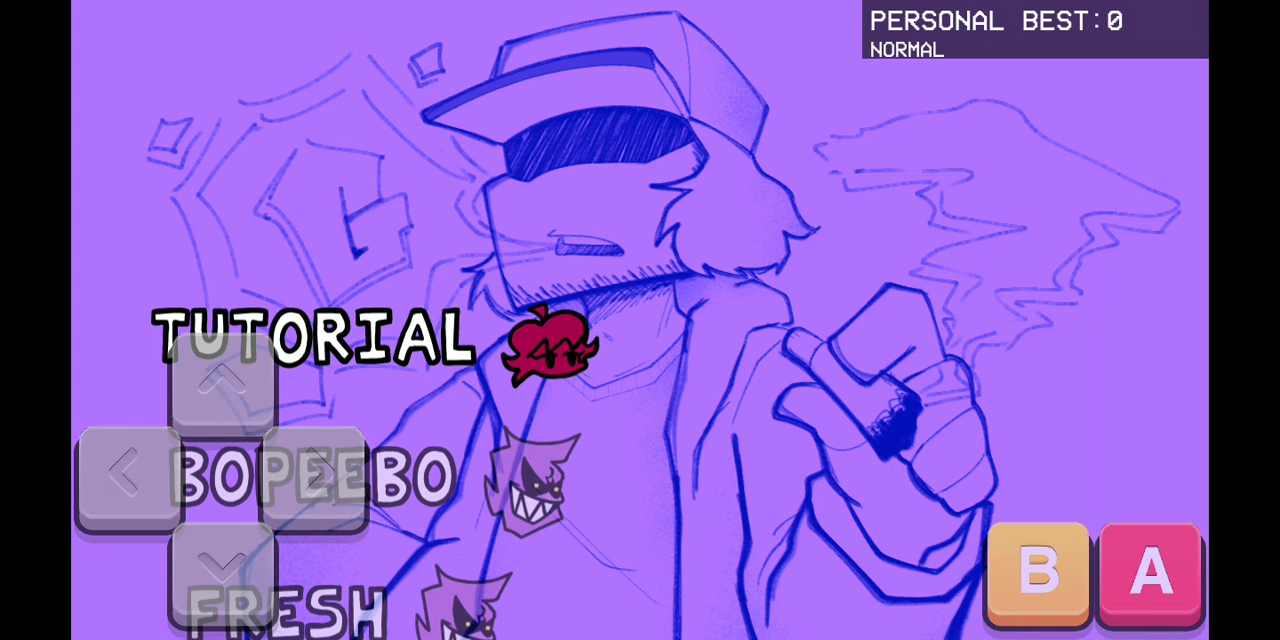 PERSONAL BEST:0
NORMAL
G
TUTORIAL
BOPEEBO
FRESH
B
A